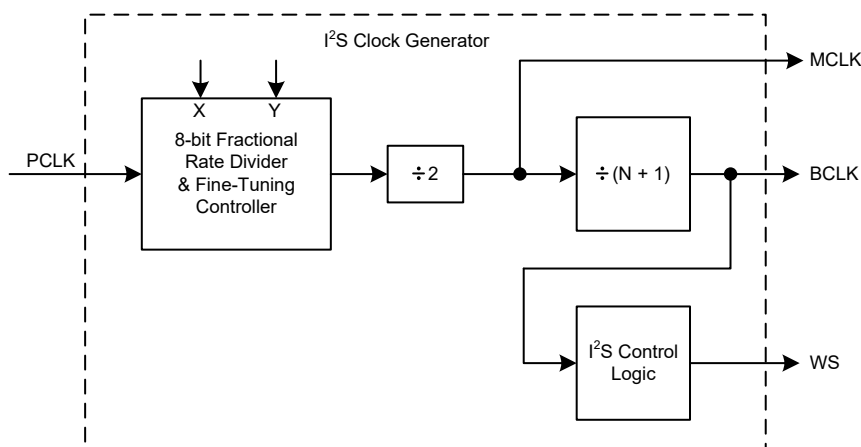 I²S Clock Generator
MCLK
X
Y
8-bit Fractional
Rate Divider
& Fine-Tuning
Controller
PCLK
÷2
÷(N + 1)
BCLK
I²S Control
Logic
WS